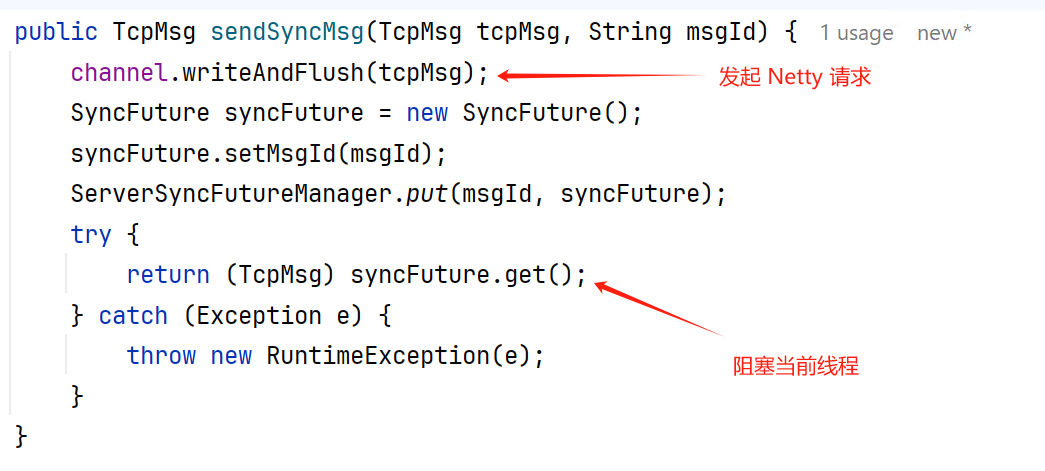 public TcpMsg sendSyncMsg(TcpMsg tcpMsg, String msgId) { 1 usage new *
channel.writeAndFlush(tcpMsg); 发起 Netty 请求
SyncFuture syncFuture = new SyncFuture();
syncFuture.setMsgId(msgId);
ServerSyncFutureManager.put(msgId, syncFuture);
try {
return (TcpMsg) syncFuture.get();
} catch (Exception e) {
throw new RuntimeException(e);
阻塞当前线程
}
}